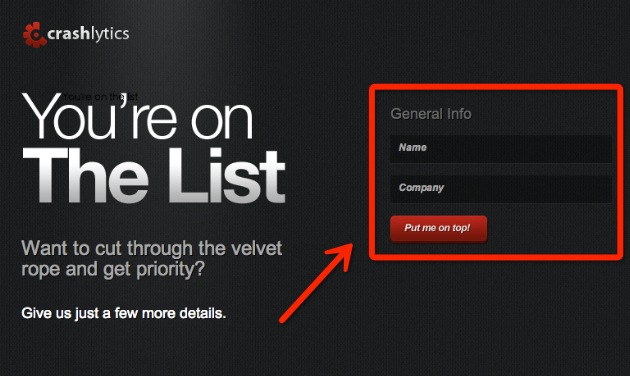 crashlytics
You're on the list
You're on
The List
Want to cut through the velvet
rope and get priority?
Give us just a few more details.
General Info
Name
Company
Put me on top!